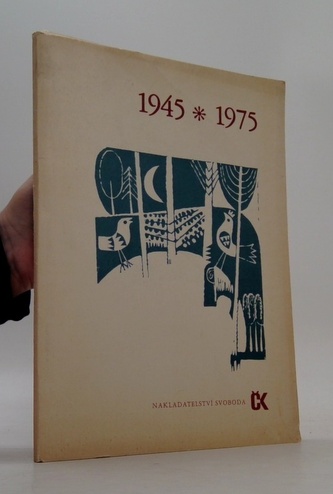 1945 * 1975
NAKLADATELSTVÍ SVOBODA ČK